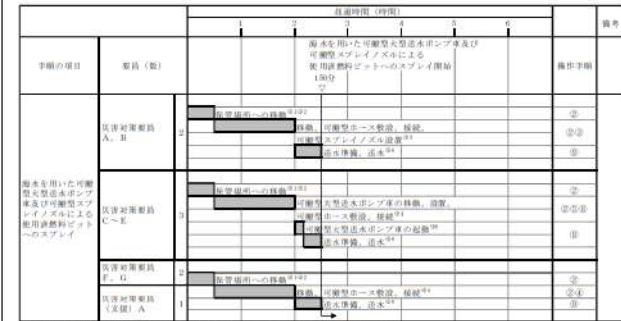 経過時間（時間）
1 2 3 4 5 6
備考
手順の項目
要員（数）
操作手順
海水を用いた可搬型大型送水ポンプ車及び
可搬型スプレイノズルによる
使用済燃料ピットへのスプレイ開始
150分
▽
海水を用いた可搬
型大型送水ポンプ
車及び可搬型スプ
レイノズルによる
使用済燃料ピット
へのスプレイ
災害対策要員
A、B
2
保管場所への移動
②
移動、可搬型ホース敷設、接続、
可搬型スプレイノズル設置
送水準備、送水
災害対策要員
C～E
3
保管場所への移動
②
可搬型大型送水ポンプ車の移動、設置、
可搬型ホース敷設、接続
可搬型大型送水ポンプ車の起動
送水準備、送水
災害対策要員
F、G
2
保管場所への移動
②
災害対策要員
（支援）A
1
移動、可搬型ホース敷設、接続
②④
送水準備、送水